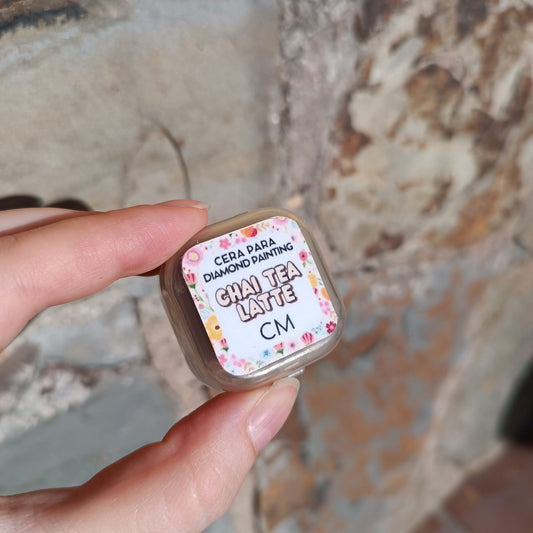 CERA PARA
DIAMOND PAINTING
CHAI TEA
LATTE
CM